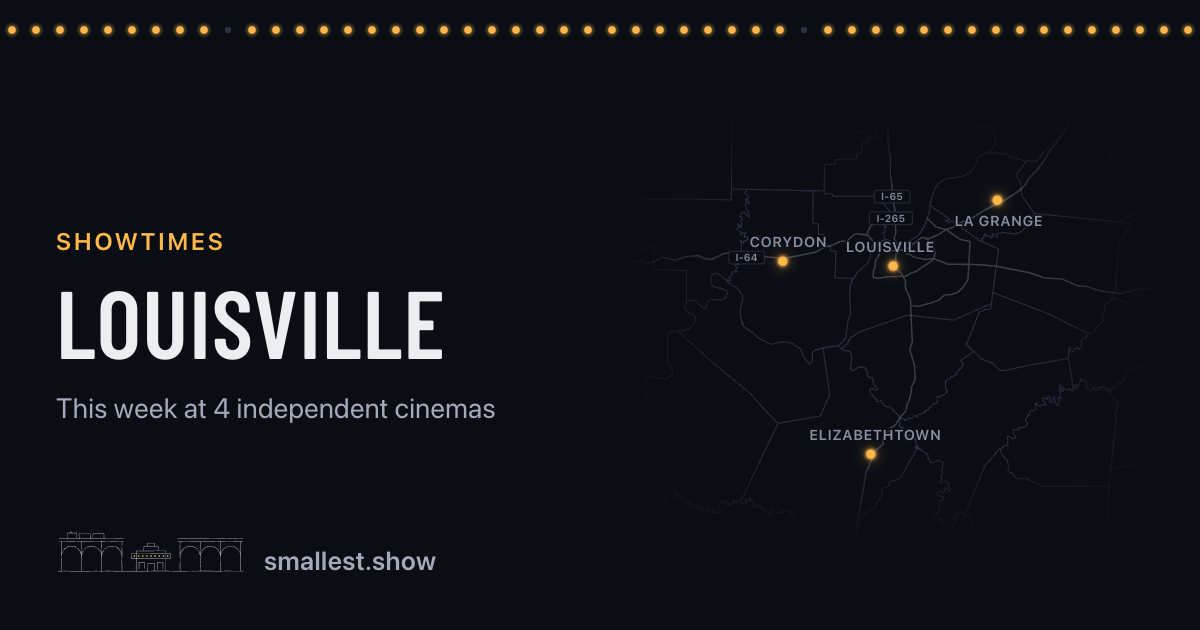 SHOWTIMES
LOUISVILLE
This week at 4 independent cinemas
smallest.show
I-65
I-265
LA GRANGE
CORYDON
LOUISVILLE
I-64
ELIZABETHTOWN